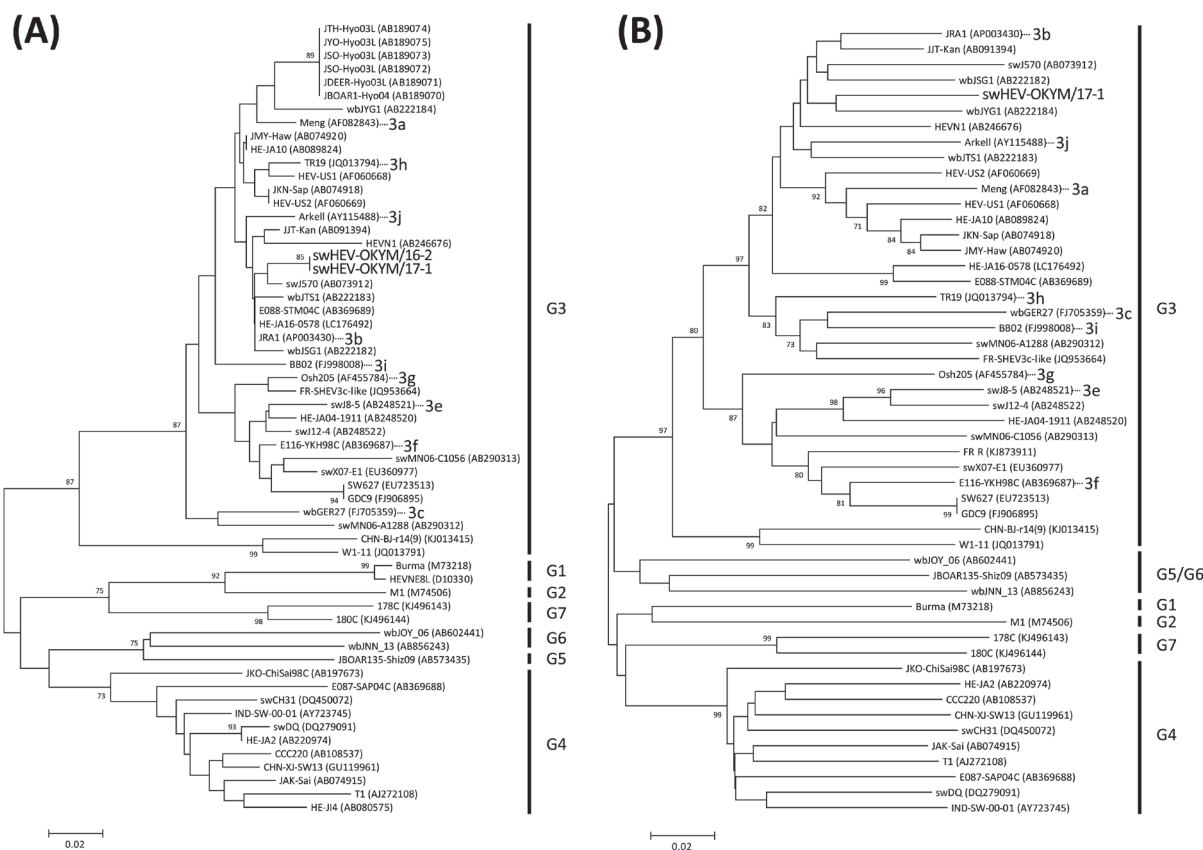 (A)
JTH-Hyo03L (AB189074)
JYO-Hyo03L (AB189075)
JSO-Hyo03L (AB189073)
JSO-Hyo03L (AB189072)
JDEER-Hyo03L (AB189071)
JBOAR1-Hyo04 (AB189070)
89
wbJYG1 (AB222184)
Meng (AF082843) 3a
JMY-Haw (AB074920)
HE-JA10 (AB089824)
TR19 (JQ013794) 3h
HEV-US1 (AF060668)
JKN-Sap (AB074918)
HEV-US2 (AF060669)
Arkell (AY115488) 3j
JJT-Kan (AB091394)
HEVN1 (AB246676)
85
swHEV-OKYM/16-2
swHEV-OKYM/17-1
swJ570 (AB073912)
wbJTS1 (AB222183)
E088-STM04C (AB369689)
HE-JA16-0578 (LC176492)
JRA1 (AP003430) 3b
wbJSG1 (AB222182)
BB02 (FJ998008) 3i
Osh205 (AF455784) 3g
FR-SHEV3c-like (JQ953664)
swJ8-5 (AB248521) 3e
HE-JA04-1911 (AB248520)
swJ12-4 (AB248522)
87
E116-YKH98C (AB369687) 3f
swMN06-C1056 (AB290313)
swX07-E1 (EU360977)
SW627 (EU723513)
94
GDC9 (FJ906895)
87
wbGER27 (FJ705359) 3c
swMN06-A1288 (AB290312)
CHN-BJ-r14(9) (KJ013415)
99
W1-11 (JQ013791)
G3
99
Burma (M73218)
92
HEVNE8L (D10330)
G1
M1 (M74506)
G2
75
178C (KJ496143)
98
180C (KJ496144)
G7
wbJOY_06 (AB602441)
75
wbJNN_13 (AB856243)
G6
JBOAR135-Shiz09 (AB573435)
G5
JKO-ChiSai98C (AB197673)
73
E087-SAP04C (AB369688)
swCH31 (DQ450072)
IND-SW-00-01 (AY723745)
93
swDQ (DQ279091)
HE-JA2 (AB220974)
CCC220 (AB108537)
CHN-XJ-SW13 (GU119961)
JAK-Sai (AB074915)
T1 (AJ272108)
HE-JI4 (AB080575)
G4
0.02
(B)
JRA1 (AP003430) 3b
JJT-Kan (AB091394)
swJ570 (AB073912)
wbJSG1 (AB222182)
swHEV-OKYM/17-1
wbJYG1 (AB222184)
HEVN1 (AB246676)
Arkell (AY115488) 3j
wbJTS1 (AB222183)
HEV-US2 (AF060669)
92
Meng (AF082843) 3a
HEV-US1 (AF060668)
71
HE-JA10 (AB089824)
84
JKN-Sap (AB074918)
84
JMY-Haw (AB074920)
82
HE-JA16-0578 (LC176492)
99
E088-STM04C (AB369689)
97
TR19 (JQ013794) 3h
83
wbGER27 (FJ705359) 3c
BB02 (FJ998008) 3i
73
swMN06-A1288 (AB290312)
FR-SHEV3c-like (JQ953664)
80
Osh205 (AF455784) 3g
96
swJ8-5 (AB248521) 3e
98
swJ12-4 (AB248522)
87
HE-JA04-1911 (AB248520)
swMN06-C1056 (AB290313)
97
FR R (KJ873911)
80
swX07-E1 (EU360977)
E116-YKH98C (AB369687) 3f
81
SW627 (EU723513)
99
GDC9 (FJ906895)
CHN-BJ-r14(9) (KJ013415)
99
W1-11 (JQ013791)
G3
wbJOY_06 (AB602441)
JBOAR135-Shiz09 (AB573435)
wbJNN_13 (AB856243)
G5/G6
Burma (M73218)
G1
M1 (M74506)
G2
99
178C (KJ496143)
180C (KJ496144)
G7
JKO-ChiSai98C (AB197673)
HE-JA2 (AB220974)
CCC220 (AB108537)
99
CHN-XJ-SW13 (GU119961)
swCH31 (DQ450072)
JAK-Sai (AB074915)
T1 (AJ272108)
E087-SAP04C (AB369688)
swDQ (DQ279091)
IND-SW-00-01 (AY723745)
G4
0.02